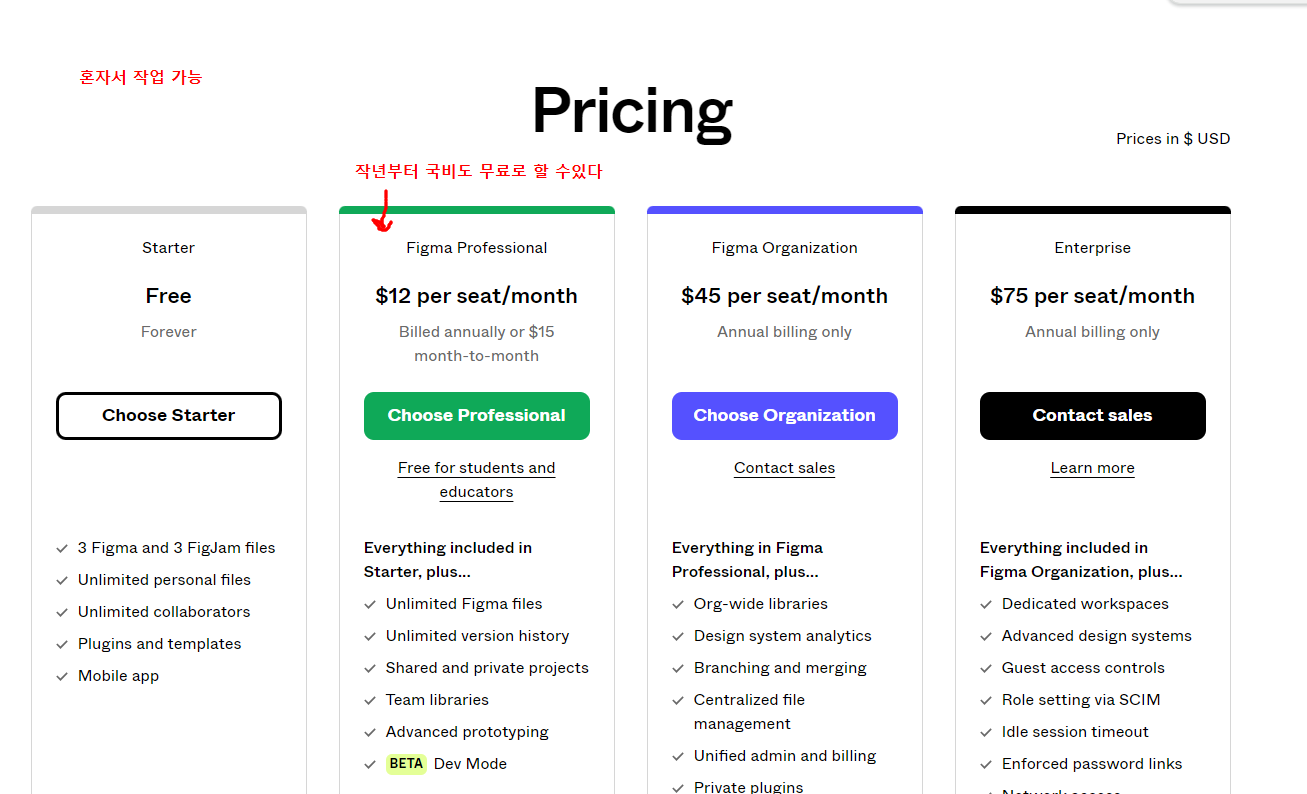 혼자서 작업 가능
Pricing
Prices in $ USD
작년부터 국비도 무료로 할 수있다
Starter
Free
Forever
Choose Starter
3 Figma and 3 FigJam files
Unlimited personal files
Unlimited collaborators
Plugins and templates
Mobile app
Figma Professional
$12 per seat/month
Billed annually or $15
month-to-month
Choose Professional
Free for students and
educators
Everything included in
Starter, plus...
Unlimited Figma files
Unlimited version history
Shared and private projects
Team libraries
Advanced prototyping
BETA Dev Mode
Figma Organization
$45 per seat/month
Annual billing only
Choose Organization
Contact sales
Everything in Figma
Professional, plus...
Org-wide libraries
Design system analytics
Branching and merging
Centralized file
management
Unified admin and billing
Private plugins
Enterprise
$75 per seat/month
Annual billing only
Contact sales
Learn more
Everything included in
Figma Organization, plus...
Dedicated workspaces
Advanced design systems
Guest access controls
Role setting via SCIM
Idle session timeout
Enforced password links